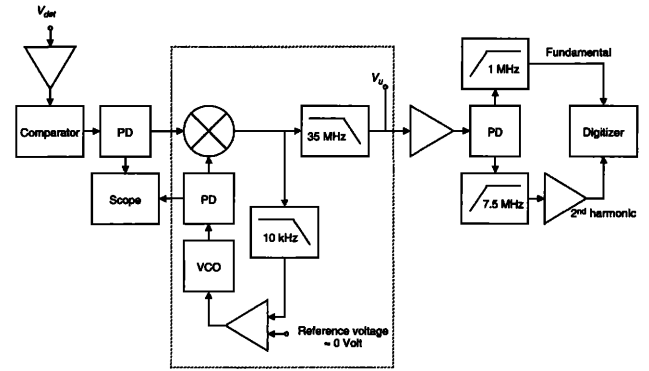 V_det
Comparator
PD
Scope
PD
VCO
10 kHz
35 MHz
V_u
Reference voltage
~ 0 Volt
1 MHz
Fundamental
PD
Digitizer
7.5 MHz
2nd harmonic